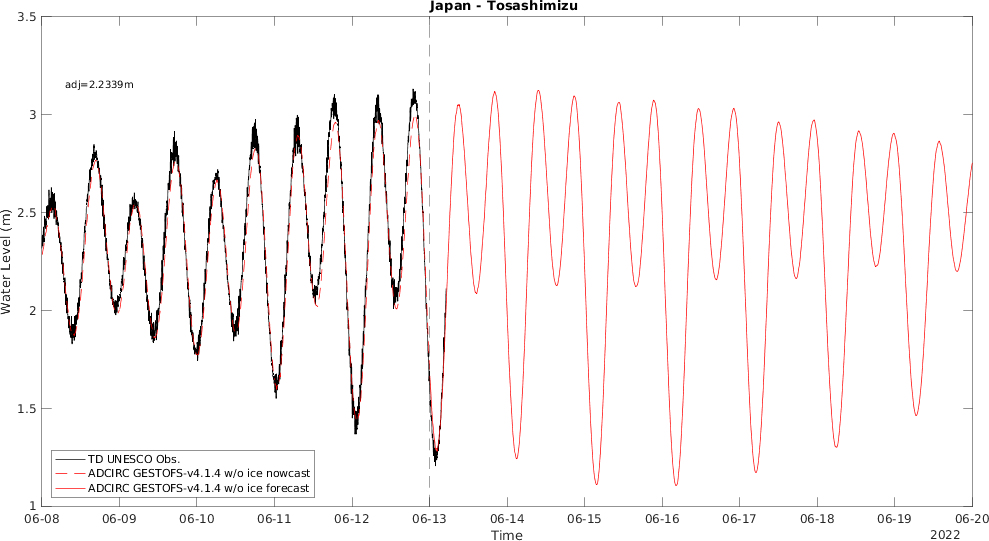 Japan - Tosashimizu
adj=2.2339m
Water Level (m)
3.5
3
2.5
2
1.5
1
TD UNESCO Obs.
ADCIRC GESTOFS-v4.1.4 w/o ice nowcast
ADCIRC GESTOFS-v4.1.4 w/o ice forecast
06-08 06-09 06-10 06-11 06-12 06-13 06-14 06-15 06-16 06-17 06-18 06-19 06-20
Time
2022